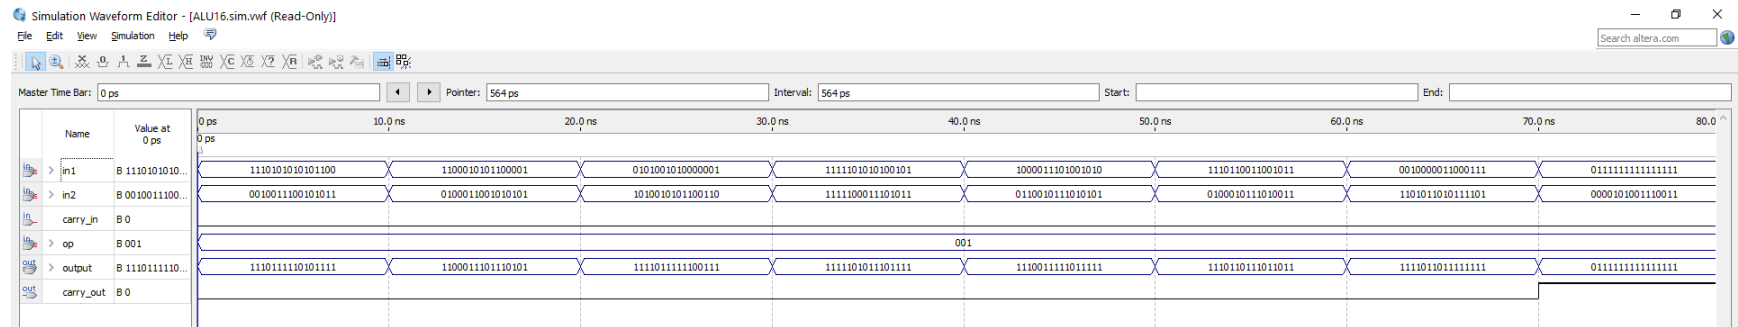 Simulation Waveform Editor - [ALU16.sim.vwf (Read-Only)]
File Edit View Simulation Help
Search altera.com
Master Time Bar: 0 ps Pointer: 564 ps Interval: 564 ps Start: End:
Name Value at 0 ps
0 ps 10.0 ns 20.0 ns 30.0 ns 40.0 ns 50.0 ns 60.0 ns 70.0 ns 80.0
0 ps
in1 B 1110101010... 1110101010101100 1100010101100001 0101001010000001 1111101010100101 1000011101001010 1110110011001011 0010000011000111 0111111111111111
in2 B 0010011100... 0010011100101011 0100011001010101 1010010101100110 1111100011101011 0110010111010101 0100010111010011 1101011010111101 0000101001110011
carry_in B 0
op B 001 001
output B 1110111110... 1110111110101111 1100011101110101 1111011111100111 1111101011101111 1110011111011111 1110110111011011 1111011011111111 0111111111111111
carry_out B 0